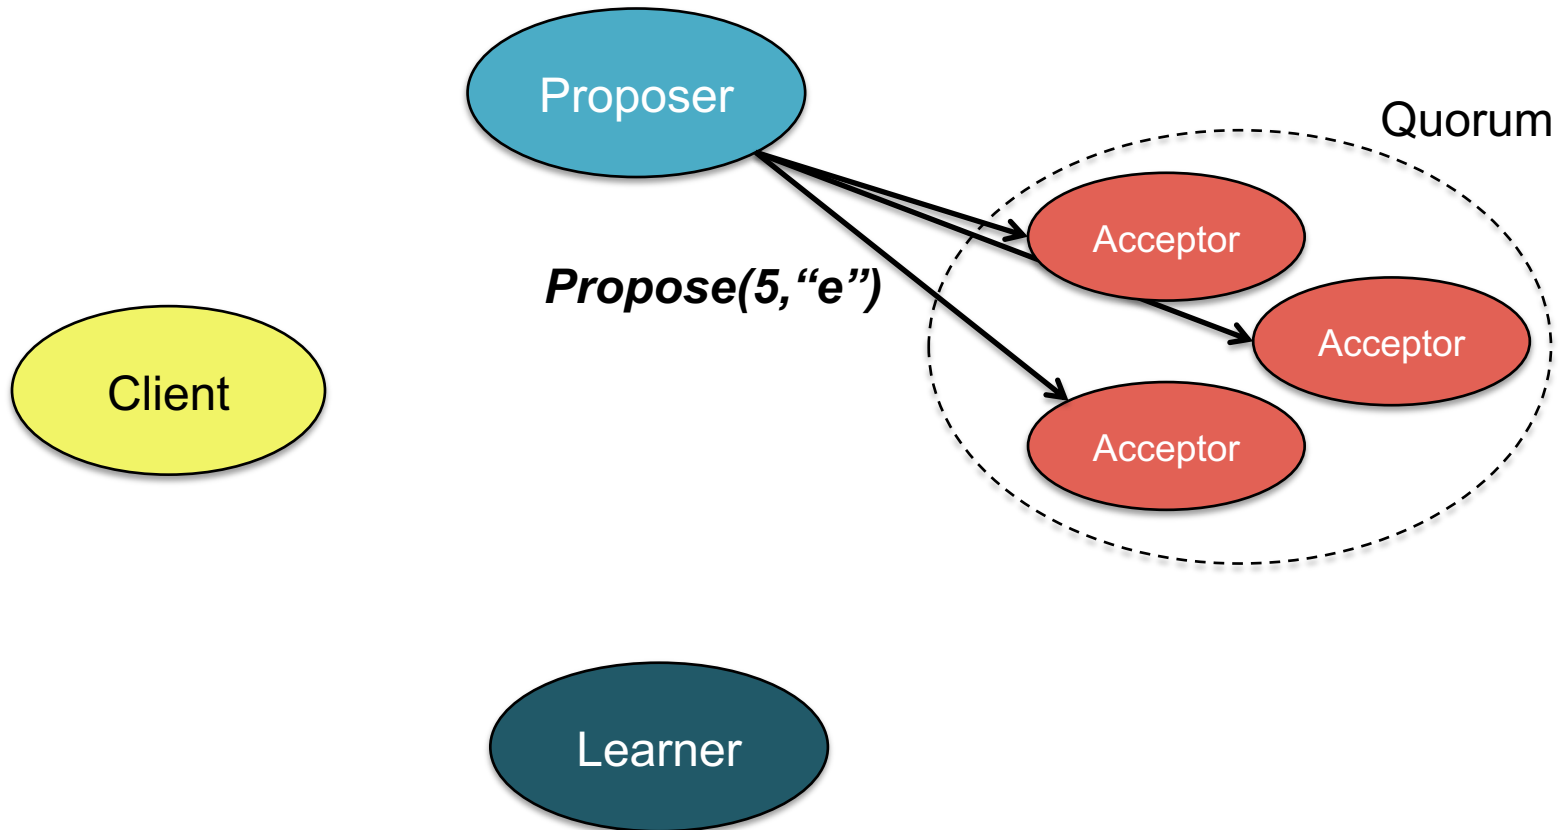 Proposer
Quorum
Acceptor
Propose(5,“e”)
Acceptor
Client
Acceptor
Learner